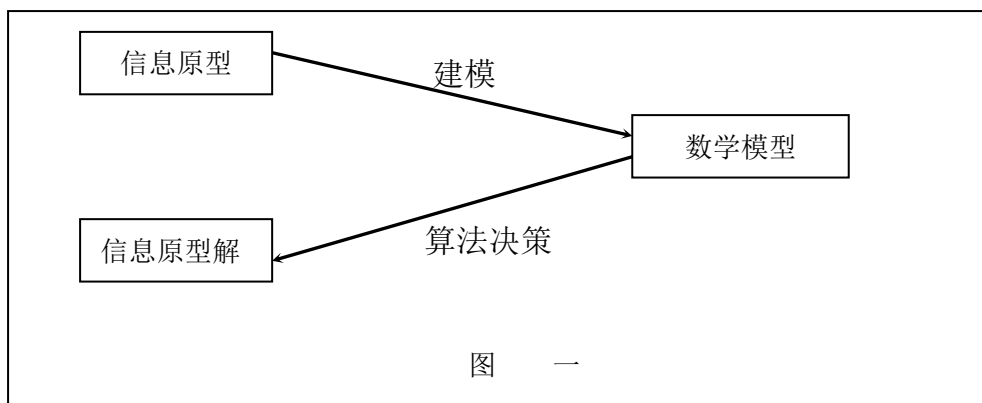 信息原型
建模
数学模型
信息原型解
算法决策
图 一